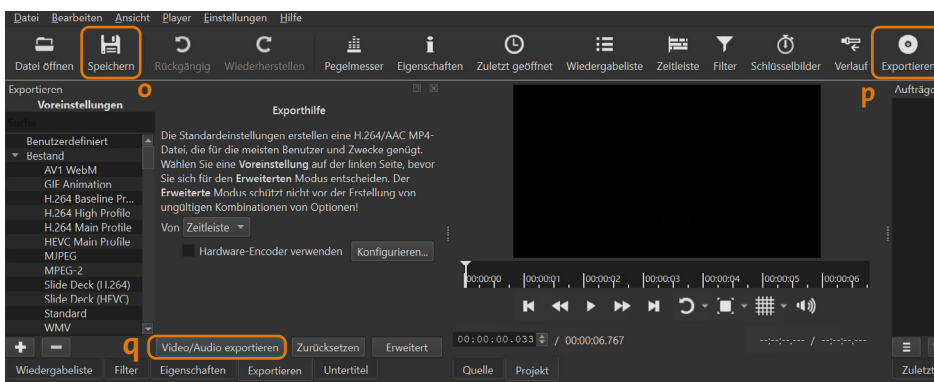 Datei Bearbeiten Ansicht Player Einstellungen Hilfe
Datei öffnen Speichern Rückgängig Wiederherstellen Pegelmesser Eigenschaften Zuletzt geöffnet Wiedergabeliste Zeitleiste Filter Schlüsselbilder Verlauf Exportieren
o
p
Exportieren
Aufträge
Voreinstellungen
Suche
Benutzerdefiniert
Bestand
AV1 WebM
GIF Animation
H.264 Baseline Pr...
H.264 High Profile
H.264 Main Profile
HEVC Main Profile
MJPEG
MPEG-2
Slide Deck (H.264)
Slide Deck (HEVC)
Standard
WMV
Exporthilfe
Die Standardeinstellungen erstellen eine H.264/AAC MP4-
Datei, die für die meisten Benutzer und Zwecke genügt.
Wählen Sie eine Voreinstellung auf der linken Seite, bevor
Sie sich für den Erweiterten Modus entscheiden. Der
Erweiterte Modus schützt nicht vor der Erstellung von
ungültigen Kombinationen von Optionen!
Von Zeitleiste
Hardware-Encoder verwenden Konfigurieren...
00:00:00 00:00:01 00:00:02 00:00:03 00:00:04 00:00:05 00:00:06
q
Video/Audio exportieren Zurücksetzen Erweitert
00:00:00.033 / 00:00:06.767 --:--:--.--- / --:--:--.---
Wiedergabeliste Filter Eigenschaften Exportieren Untertitel Quelle Projekt Zuletzt